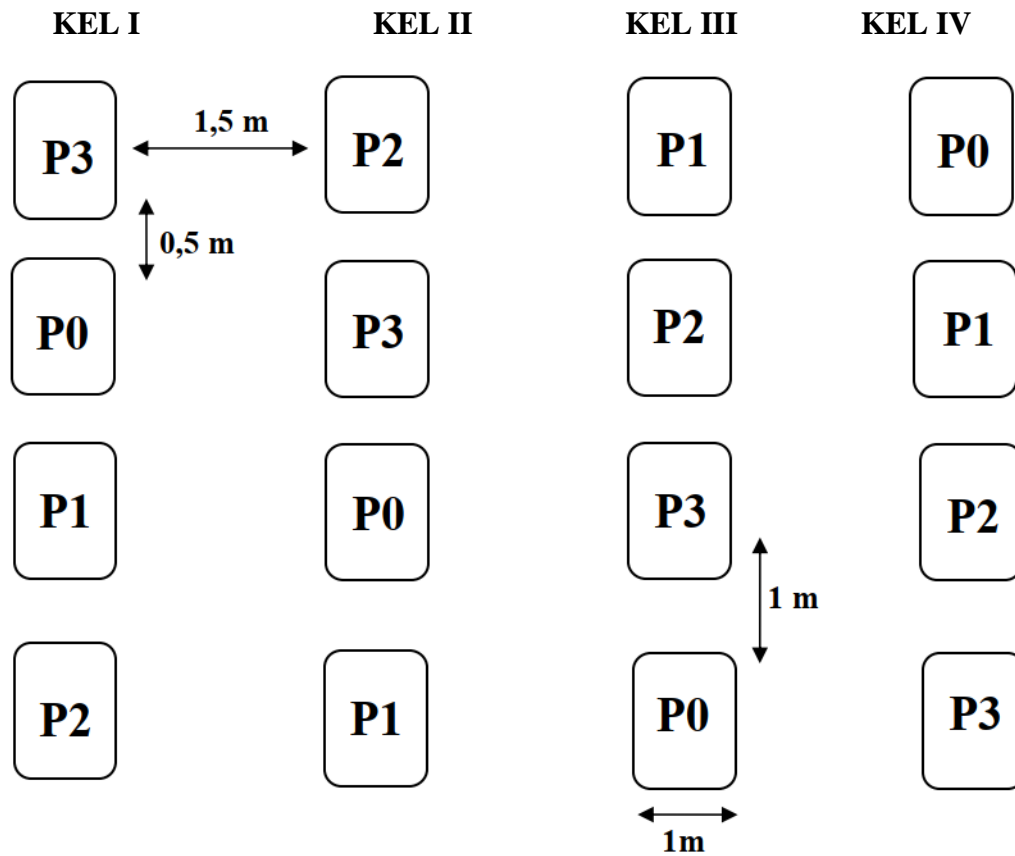 KEL I KEL II KEL III KEL IV
P3 1,5 m P2 P1 P0
0,5 m
P0 P3 P2 P1
P1 P0 P3 P2
1 m
P2 P1 P0 P3
1m